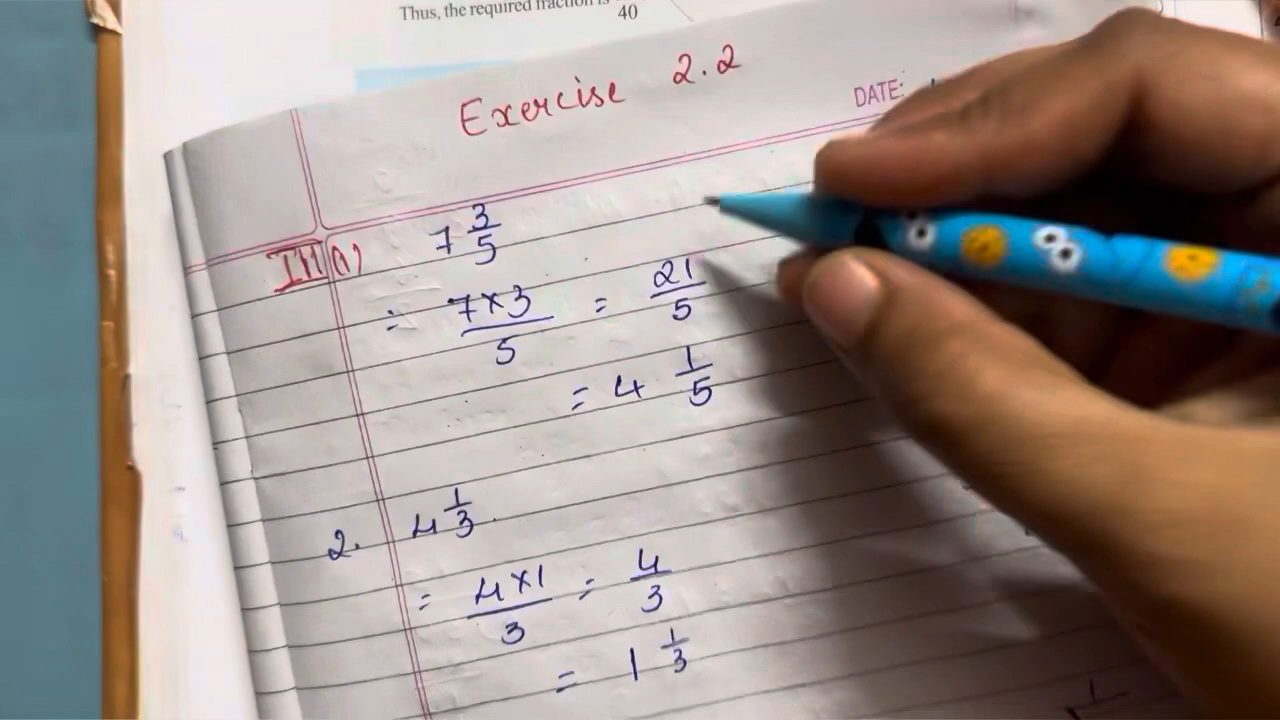 Thus, the required fraction is
40
Exercise 2.2
DATE:
III (1) 7 3/5
= 7×3/5 = 21/5
= 4 1/5
2. 4 1/3
= 4×1/3 = 4/3
= 1 1/3